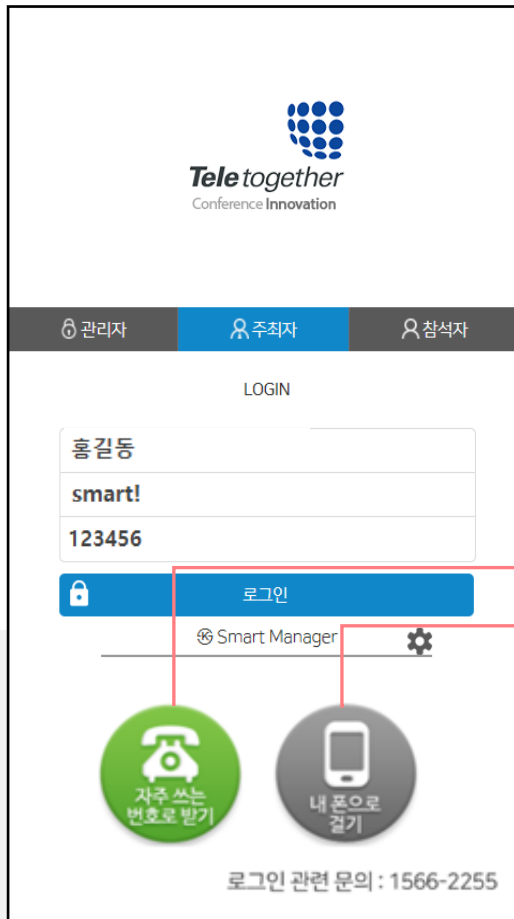 Tele together
Conference Innovation
관리자
주최자
참석자
LOGIN
홍길동
smart!
123456
로그인
Smart Manager
자주 쓰는
번호로 받기
내 폰으로
걸기
로그인 관련 문의 : 1566-2255